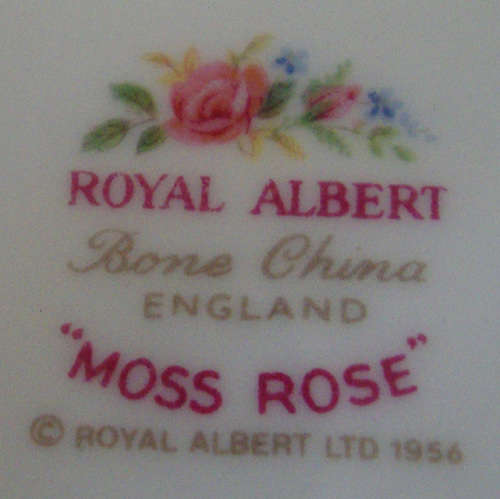 ROYAL ALBERT
Bone China
ENGLAND
"MOSS ROSE"
© ROYAL ALBERT LTD 1956